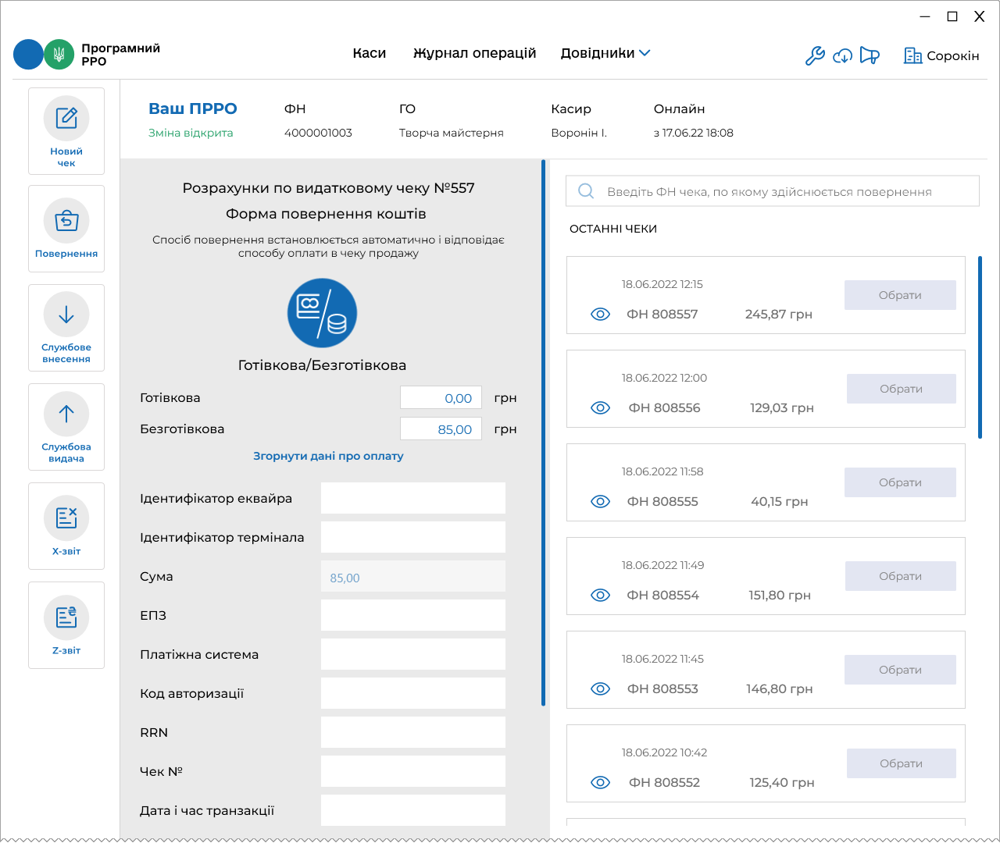 Програмний
РРО
Каси
Журнал операцій
Довідники
Сорокін
Новий
чек
Повернення
Службове
внесення
Службова
видача
X-звіт
Z-звіт
Ваш ПРРО
Зміна відкрита
ФН
4000001003
ГО
Творча майстерня
Касир
Воронін І.
Онлайн
з 17.06.22 18:08
Розрахунки по видатковому чеку №557
Форма повернення коштів
Спосіб повернення встановлюється автоматично і відповідає
способу оплати в чеку продажу
Готівкова/Безготівкова
Готівкова 0,00 грн
Безготівкова 85,00 грн
Згорнути дані про оплату
Ідентифікатор еквайра
Ідентифікатор термінала
Сума 85,00
ЕПЗ
Платіжна система
Код авторизації
RRN
Чек №
Дата і час транзакції
Введіть ФН чека, по якому здійснюється повернення
ОСТАННІ ЧЕКИ
18.06.2022 12:15
ФН 808557 245,87 грн
Обрати
18.06.2022 12:00
ФН 808556 129,03 грн
Обрати
18.06.2022 11:58
ФН 808555 40,15 грн
Обрати
18.06.2022 11:49
ФН 808554 151,80 грн
Обрати
18.06.2022 11:45
ФН 808553 146,80 грн
Обрати
18.06.2022 10:42
ФН 808552 125,40 грн
Обрати